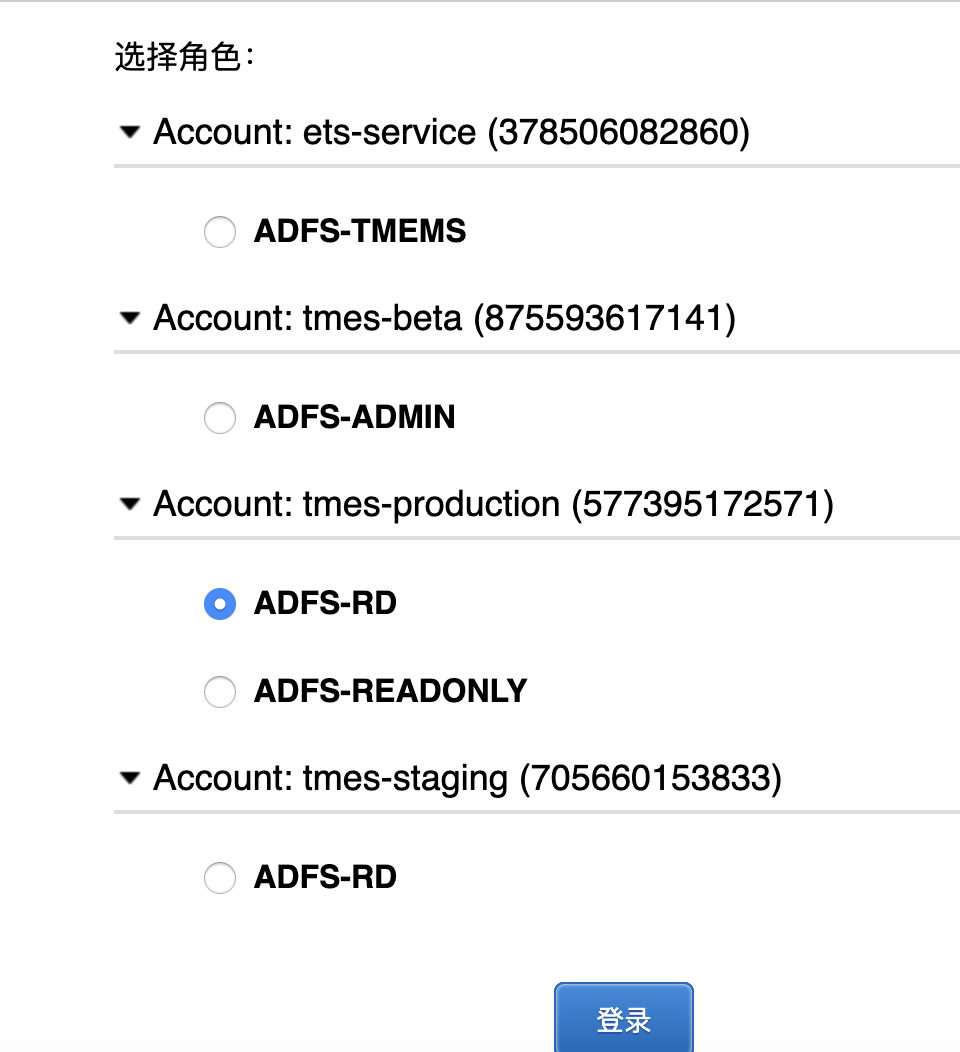 选择角色：
Account: ets-service (378506082860)
ADFS-TMEMS
Account: tmes-beta (875593617141)
ADFS-ADMIN
Account: tmes-production (577395172571)
ADFS-RD
ADFS-READONLY
Account: tmes-staging (705660153833)
ADFS-RD
登录